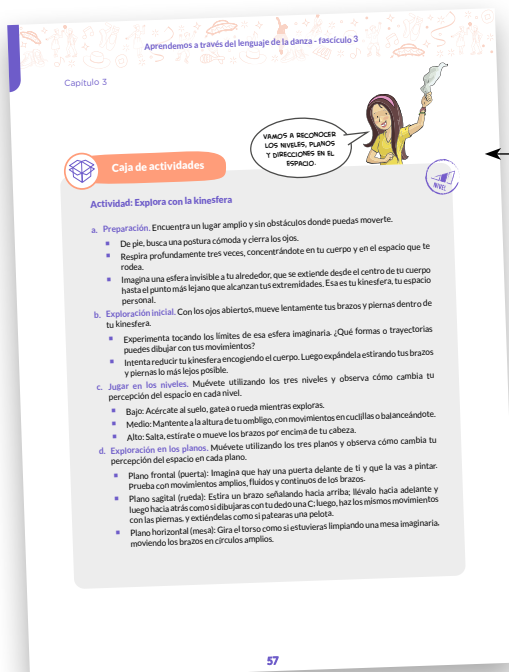 Aprendemos a través del lenguaje de la danza - fascículo 3
Capítulo 3
VAMOS A RECONOCER
LOS NIVELES, PLANOS
Y DIRECCIONES EN EL
ESPACIO.
Caja de actividades
NIVEL
Actividad: Explora con la kinesfera
a. Preparación. Encuentra un lugar amplio y sin obstáculos donde puedas moverte.
▪ De pie, busca una postura cómoda y cierra los ojos.
▪ Respira profundamente tres veces, concentrándote en tu cuerpo y en el espacio que te
rodea.
▪ Imagina una esfera invisible a tu alrededor, que se extiende desde el centro de tu cuerpo
hasta el punto más lejano que alcanzan tus extremidades. Esa es tu kinesfera, tu espacio
personal.
b. Exploración inicial. Con los ojos abiertos, mueve lentamente tus brazos y piernas dentro de
tu kinesfera.
▪ Experimenta tocando los límites de esa esfera imaginaria. ¿Qué formas o trayectorias
puedes dibujar con tus movimientos?
▪ Intenta reducir tu kinesfera encogiendo el cuerpo. Luego expándela estirando tus brazos
y piernas lo más lejos posible.
c. Jugar en los niveles. Muévete utilizando los tres niveles y observa cómo cambia tu
percepción del espacio en cada nivel.
▪ Bajo: Acércate al suelo, gatea o rueda mientras exploras.
▪ Medio: Mantente a la altura de tu ombligo, con movimientos en cuclillas o balanceándote.
▪ Alto: Salta, estírate o mueve los brazos por encima de tu cabeza.
d. Exploración en los planos. Muévete utilizando los tres planos y observa cómo cambia tu
percepción del espacio en cada plano.
▪ Plano frontal (puerta): Imagina que hay una puerta delante de ti y que la vas a pintar.
Prueba con movimientos amplios, fluidos y continuos de los brazos.
▪ Plano sagital (rueda): Estira un brazo señalando hacia arriba; llévalo hacia adelante y
luego hacia atrás como si dibujaras con tu dedo una C; luego, haz los mismos movimientos
con las piernas, y extiéndelas como si patearas una pelota.
▪ Plano horizontal (mesa): Gira el torso como si estuvieras limpiando una mesa imaginaria,
moviendo los brazos en círculos amplios.
57